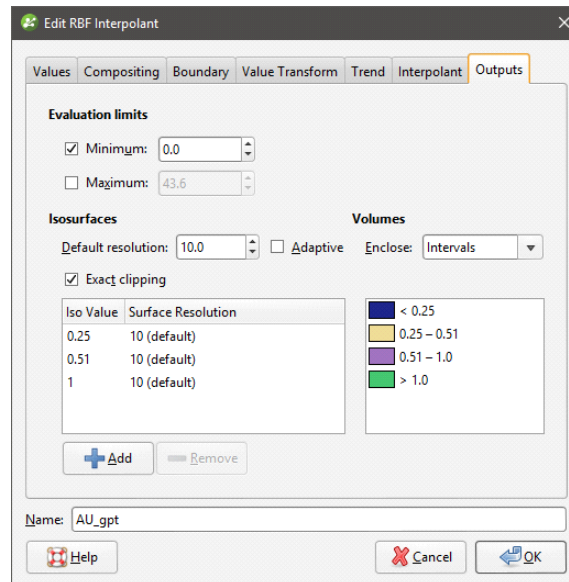 Edit RBF Interpolant
Values Compositing Boundary Value Transform Trend Interpolant Outputs
Evaluation limits
Minimum: 0.0
Maximum: 43.6
Isosurfaces Volumes
Default resolution: 10.0 Adaptive Enclose: Intervals
Exact clipping
Iso Value Surface Resolution < 0.25
0.25 10 (default) 0.25 – 0.51
0.51 10 (default) 0.51 – 1.0
1 10 (default) > 1.0
Add Remove
Name: AU_gpt
Help Cancel OK